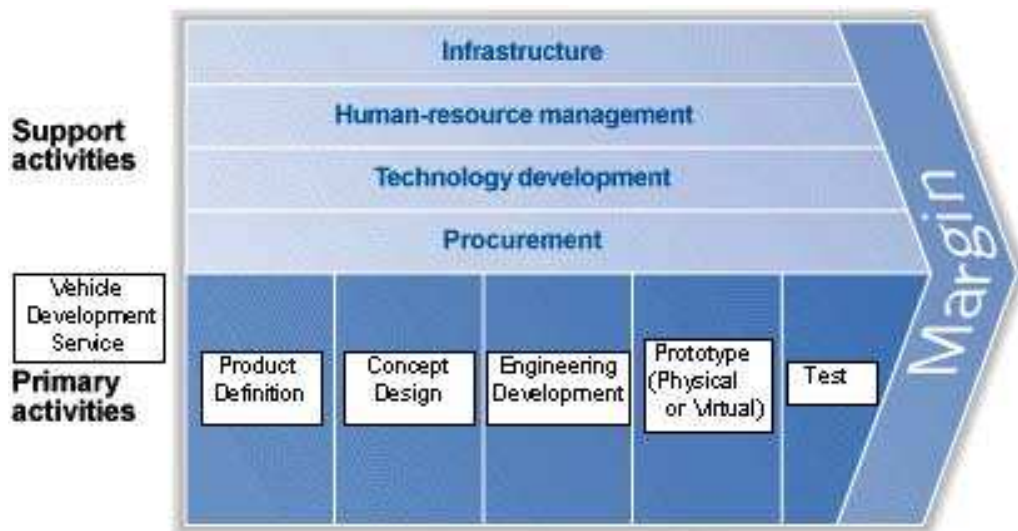 Infrastructure
Human-resource management
Technology development
Procurement
Support
activities
Margin
Vehicle
Development
Service
Primary
activities
Product
Definition
Concept
Design
Engineering
Development
Prototype
(Physical
or Virtual)
Test